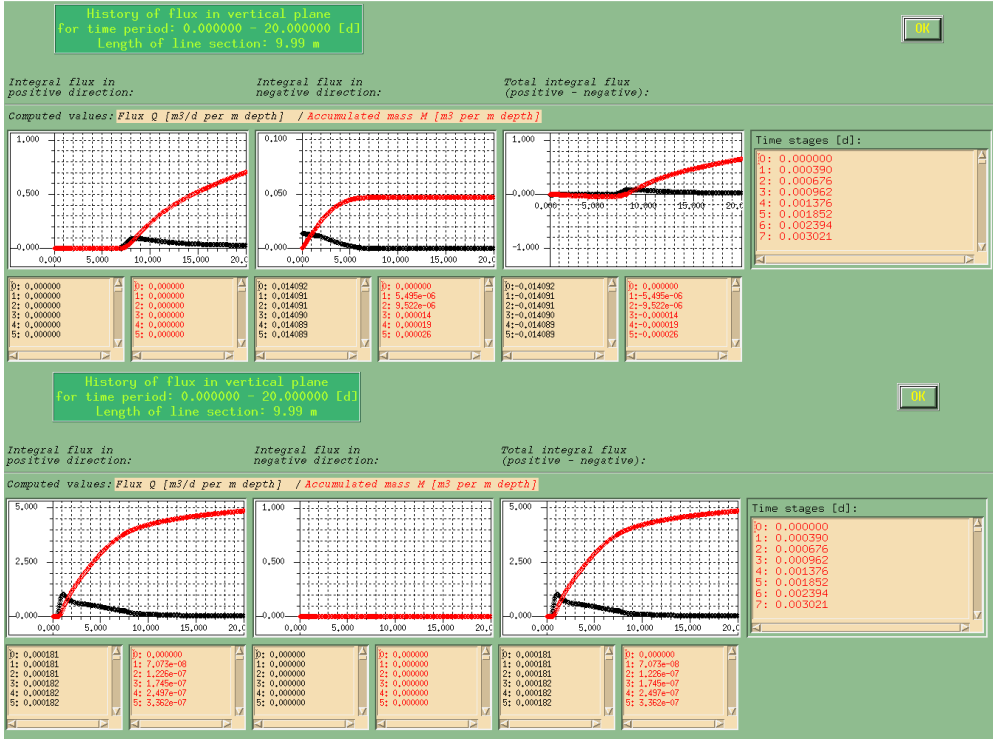 History of flux in vertical plane
for time period: 0.000000 - 20.000000 [d]
Length of line section: 9.99 m
OK
Integral flux in
positive direction:
Integral flux in
negative direction:
Total integral flux
(positive - negative):
Computed values: Flux Q [m3/d per m depth] / Accumulated mass M [m3 per m depth]
1,000
0,500
-0,000
0,000 5,000 10,000 15,000 20,0
0,100
0,050
-0,000
0,000 5,000 10,000 15,000 20,0
1,000
-0,000
-1,000
0,000 5,000 10,000 15,000 20,0
Time stages [d]:
0: 0.000000
1: 0.000390
2: 0.000676
3: 0.000962
4: 0.001376
5: 0.001852
6: 0.002394
7: 0.003021
0: 0.000000
1: 0.000000
2: 0.000000
3: 0.000000
4: 0.000000
5: 0.000000
0: 0.000000
1: 0.000000
2: 0.000000
3: 0.000000
4: 0.000000
5: 0.000000
0: 0.014092
1: 0.014091
2: 0.014091
3: 0.014090
4: 0.014089
5: 0.014089
0: 0.000000
1: 5.495e-06
2: 9.522e-06
3: 0.000014
4: 0.000019
5: 0.000026
0:-0.014092
1:-0.014091
2:-0.014091
3:-0.014090
4:-0.014089
5:-0.014089
0: 0.000000
1:-5.495e-06
2:-9.522e-06
3:-0.000014
4:-0.000019
5:-0.000026
History of flux in vertical plane
for time period: 0.000000 - 20.000000 [d]
Length of line section: 9.99 m
OK
Integral flux in
positive direction:
Integral flux in
negative direction:
Total integral flux
(positive - negative):
Computed values: Flux Q [m3/d per m depth] / Accumulated mass M [m3 per m depth]
5,000
2,500
-0,000
0,000 5,000 10,000 15,000 20,0
1,000
-0,000
0,000 5,000 10,000 15,000 20,0
5,000
2,500
-0,000
0,000 5,000 10,000 15,000 20,0
Time stages [d]:
0: 0.000000
1: 0.000390
2: 0.000676
3: 0.000962
4: 0.001376
5: 0.001852
6: 0.002394
7: 0.003021
0: 0.000181
1: 0.000181
2: 0.000181
3: 0.000182
4: 0.000182
5: 0.000182
0: 0.000000
1: 7.073e-08
2: 1.226e-07
3: 1.745e-07
4: 2.497e-07
5: 3.362e-07
0: 0.000000
1: 0.000000
2: 0.000000
3: 0.000000
4: 0.000000
5: 0.000000
0: 0.000000
1: 0.000000
2: 0.000000
3: 0.000000
4: 0.000000
5: 0.000000
0: 0.000181
1: 0.000181
2: 0.000181
3: 0.000182
4: 0.000182
5: 0.000182
0: 0.000000
1: 7.073e-08
2: 1.226e-07
3: 1.745e-07
4: 2.497e-07
5: 3.362e-07